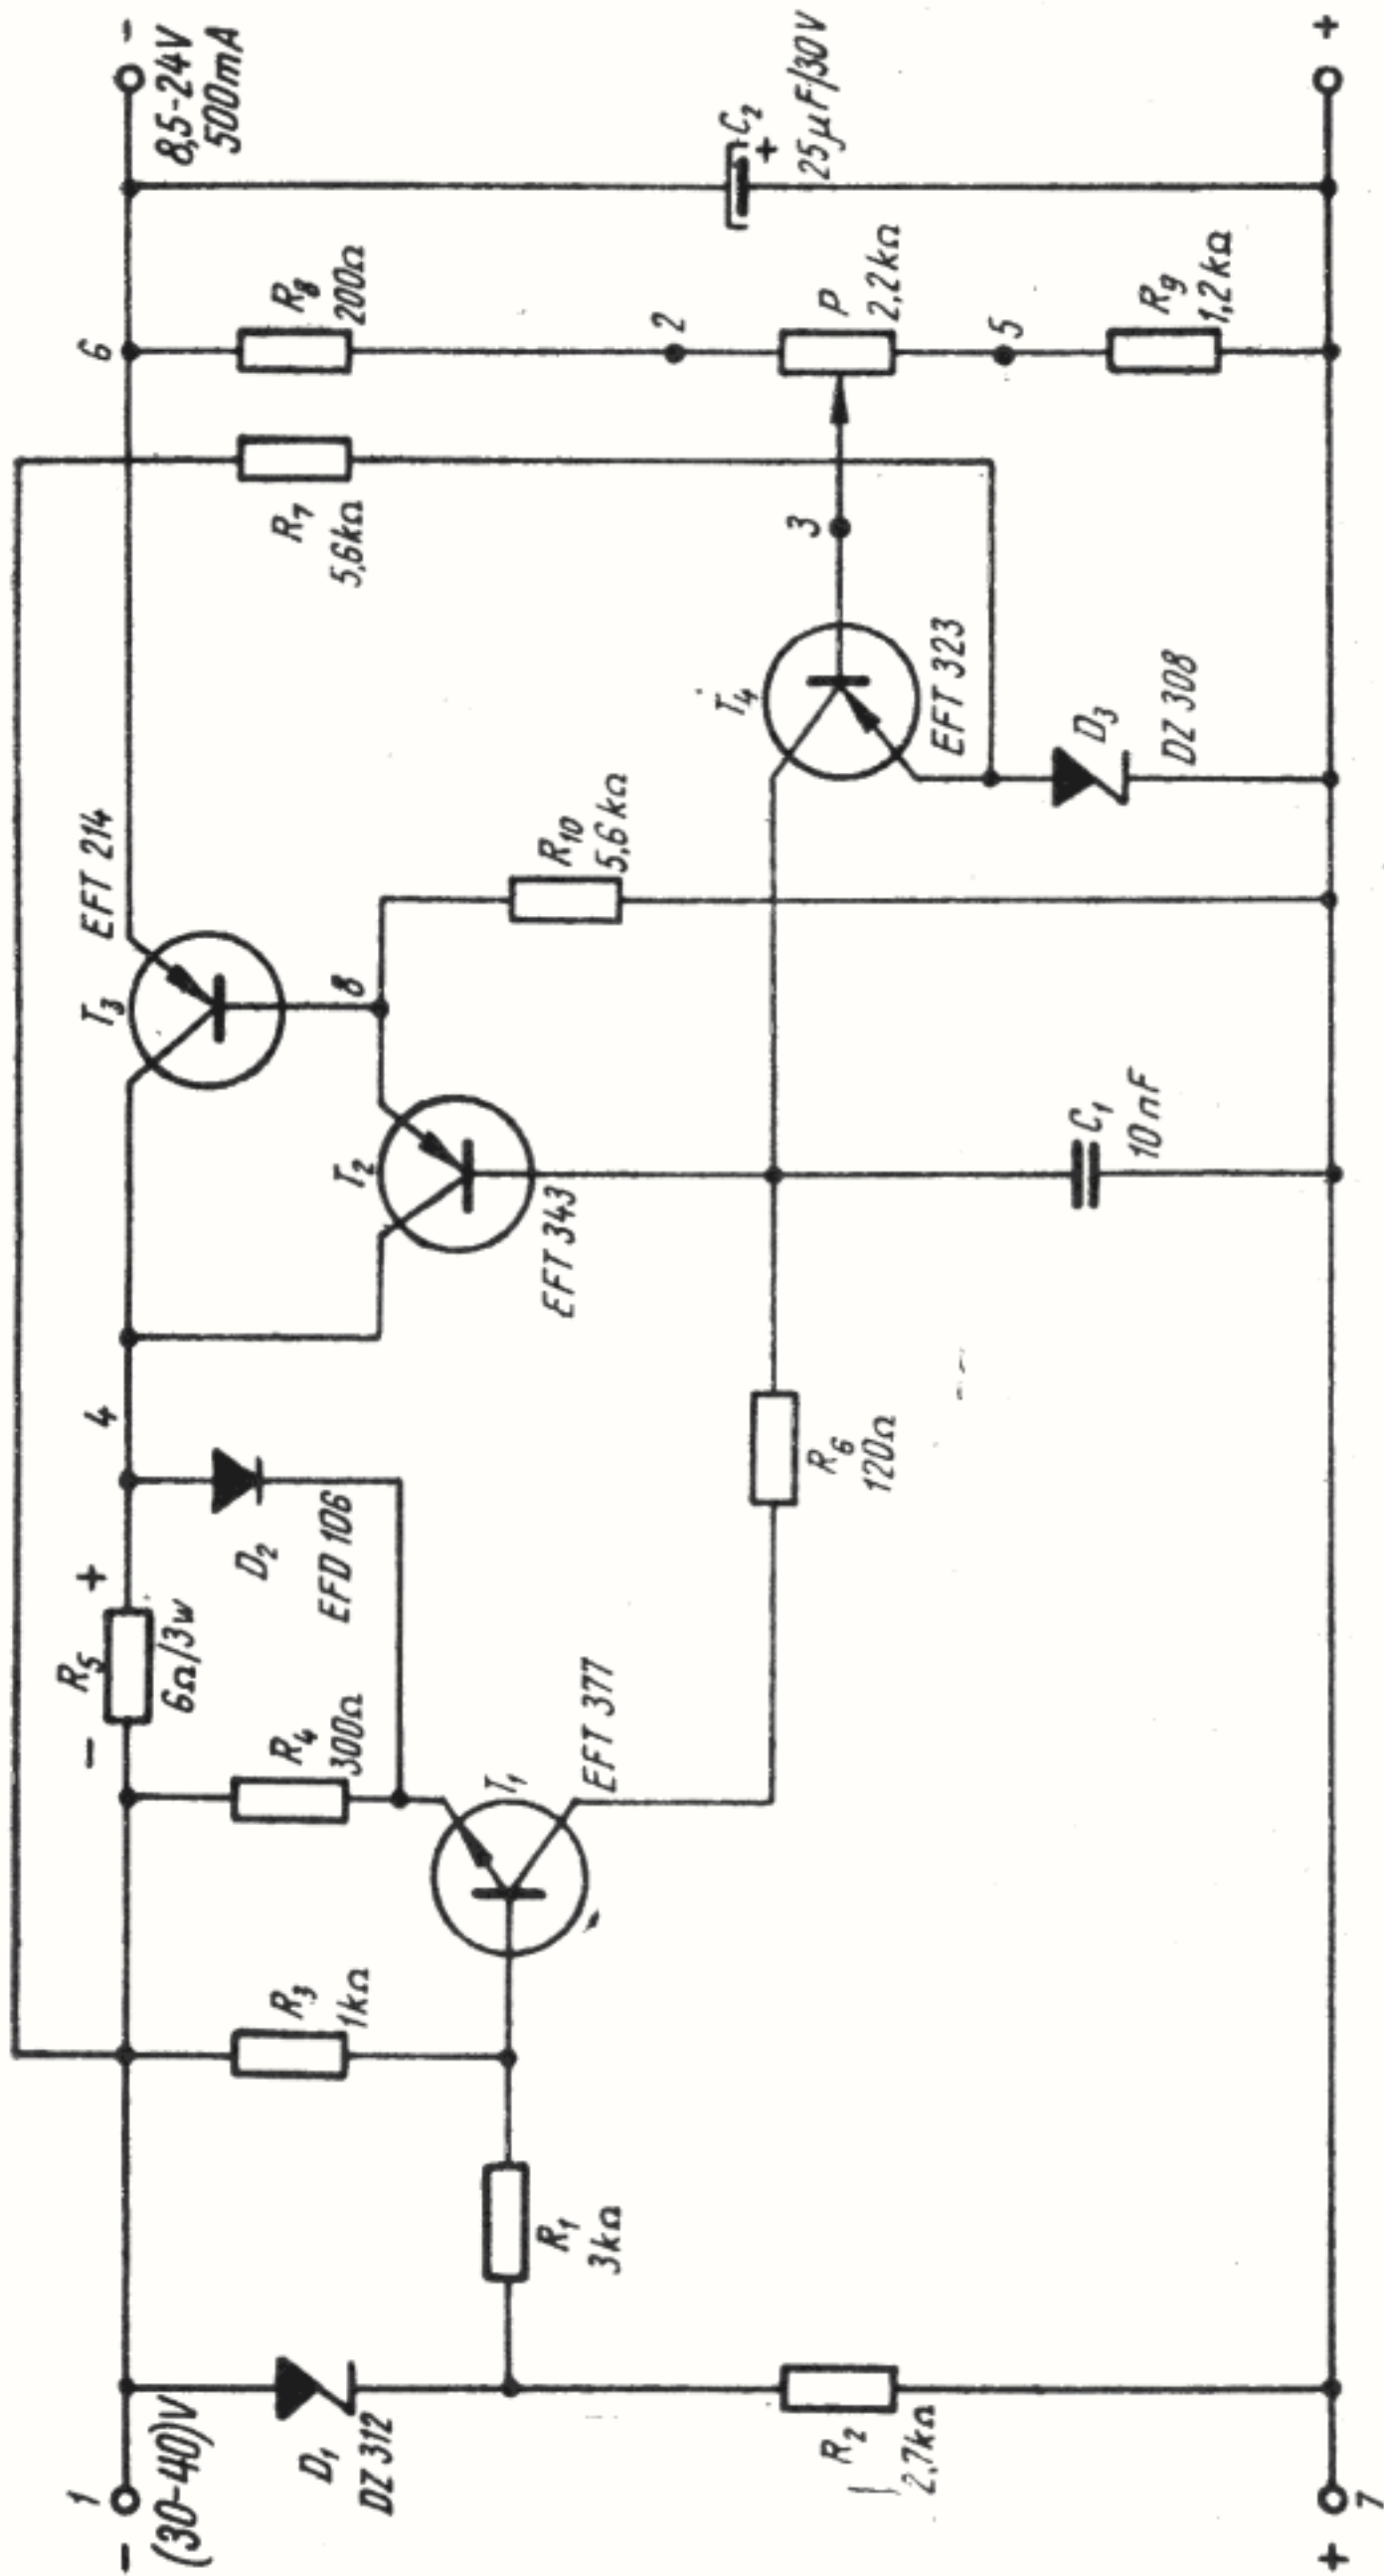 1
−
(30-40)V
D₁
DZ 312
R₁
3kΩ
R₂
2,7kΩ
+
7
R₃
1kΩ
R₄
300Ω
T₁
EFT 377
−
R₅
+
6Ω/3w
D₂
EFD 106
4
R₆
120Ω
T₂
EFT 343
T₃
EFT 214
8
C₁
10 nF
R₁₀
5,6kΩ
T₄
EFT 323
D₃
DZ 308
3
R₇
5,6kΩ
6
R₈
200Ω
2
P
2,2kΩ
5
R₉
1,2kΩ
C₂
+
25μF/30V
−
8,5-24V
500mA
+